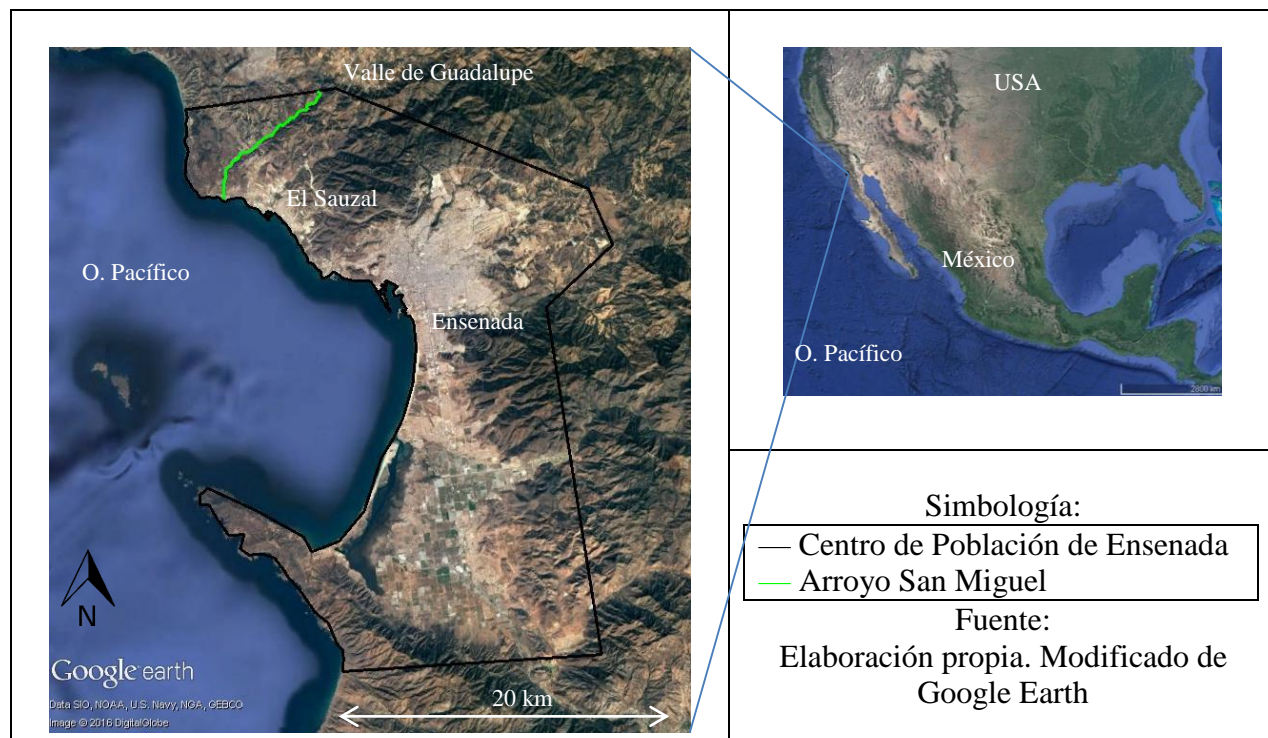 Valle de Guadalupe
El Sauzal
O. Pacífico
Ensenada
N
Google earth
Data SIO, NOAA, U.S. Navy, NGA, GEBCO
Image © 2016 DigitalGlobe
20 km
USA
México
O. Pacífico
2800 km
Simbología:
— Centro de Población de Ensenada
— Arroyo San Miguel
Fuente:
Elaboración propia. Modificado de
Google Earth